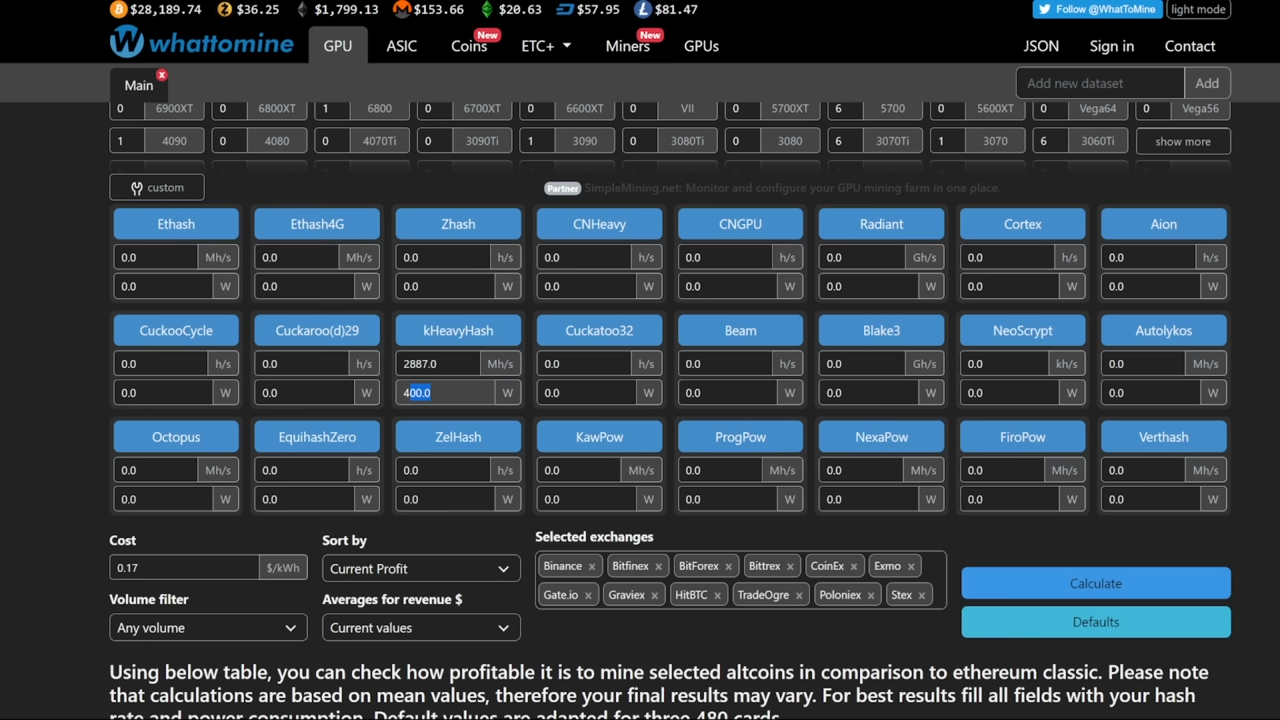 $28,189.74 $36.25 $1,799.13 $153.66 $20.63 $57.95 $81.47 Follow @WhatToMine light mode
whattomine GPU ASIC Coins New ETC+ Miners New GPUs JSON Sign in Contact
Main x Add new dataset Add
0 6900XT 0 6800XT 1 6800 0 6700XT 0 6600XT 0 VII 0 5700XT 6 5700 0 5600XT 0 Vega64 0 Vega56
1 4090 0 4080 0 4070Ti 0 3090Ti 1 3090 0 3080Ti 0 3080 6 3070Ti 1 3070 6 3060Ti show more
custom Partner SimpleMining.net: Monitor and configure your GPU mining farm in one place.
Ethash Ethash4G Zhash CNHeavy CNGPU Radiant Cortex Aion
0.0 Mh/s 0.0 Mh/s 0.0 h/s 0.0 h/s 0.0 h/s 0.0 Gh/s 0.0 h/s 0.0 h/s
0.0 W 0.0 W 0.0 W 0.0 W 0.0 W 0.0 W 0.0 W 0.0 W
CuckooCycle Cuckaroo(d)29 kHeavyHash Cuckatoo32 Beam Blake3 NeoScrypt Autolykos
0.0 h/s 0.0 h/s 2887.0 Mh/s 0.0 h/s 0.0 h/s 0.0 Gh/s 0.0 kh/s 0.0 Mh/s
0.0 W 0.0 W 400.0 W 0.0 W 0.0 W 0.0 W 0.0 W 0.0 W
Octopus EquihashZero ZelHash KawPow ProgPow NexaPow FiroPow Verthash
0.0 Mh/s 0.0 h/s 0.0 h/s 0.0 Mh/s 0.0 Mh/s 0.0 Mh/s 0.0 Mh/s 0.0 Mh/s
0.0 W 0.0 W 0.0 W 0.0 W 0.0 W 0.0 W 0.0 W 0.0 W
Cost Sort by Selected exchanges
0.17 $/kWh Current Profit Binance × Bitfinex × BitForex × Bittrex × CoinEx × Exmo × Calculate
Gate.io × Graviex × HitBTC × TradeOgre × Poloniex × Stex ×
Volume filter Averages for revenue $ Defaults
Any volume Current values
Using below table, you can check how profitable it is to mine selected altcoins in comparison to ethereum classic. Please note
that calculations are based on mean values, therefore your final results may vary. For best results fill all fields with your hash
rate and power consumption. Default values are adapted for three 480 cards.